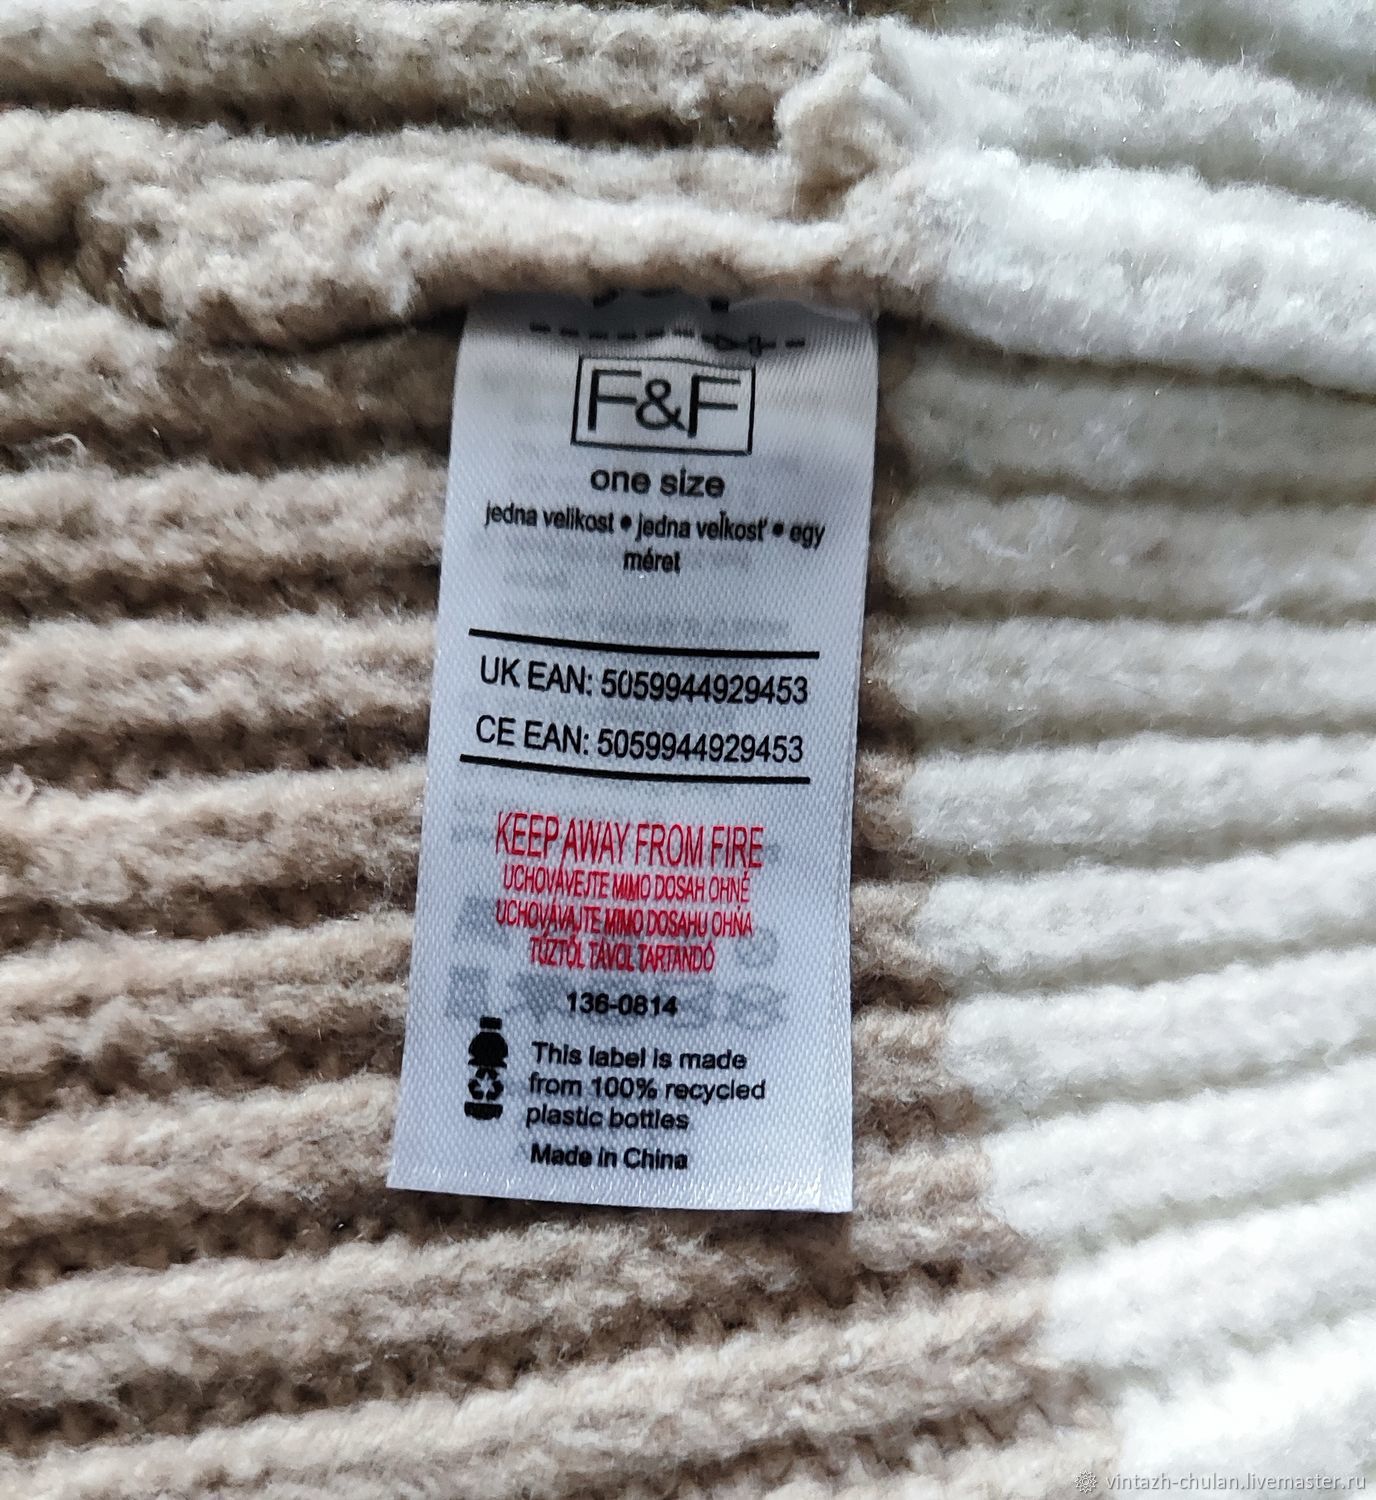 F&F
one size
jedna velikost • jedna veľkosť • egy
méret
UK EAN: 5059944929453
CE EAN: 5059944929453
KEEP AWAY FROM FIRE
UCHOVÁVEJTE MIMO DOSAH OHNĚ
UCHOVÁVAJTE MIMO DOSAHU OHŇA
TŰZTŐL TÁVOL TARTANDÓ
136-0814
This label is made
from 100% recycled
plastic bottles
Made in China
vintazh-chulan.livemaster.ru